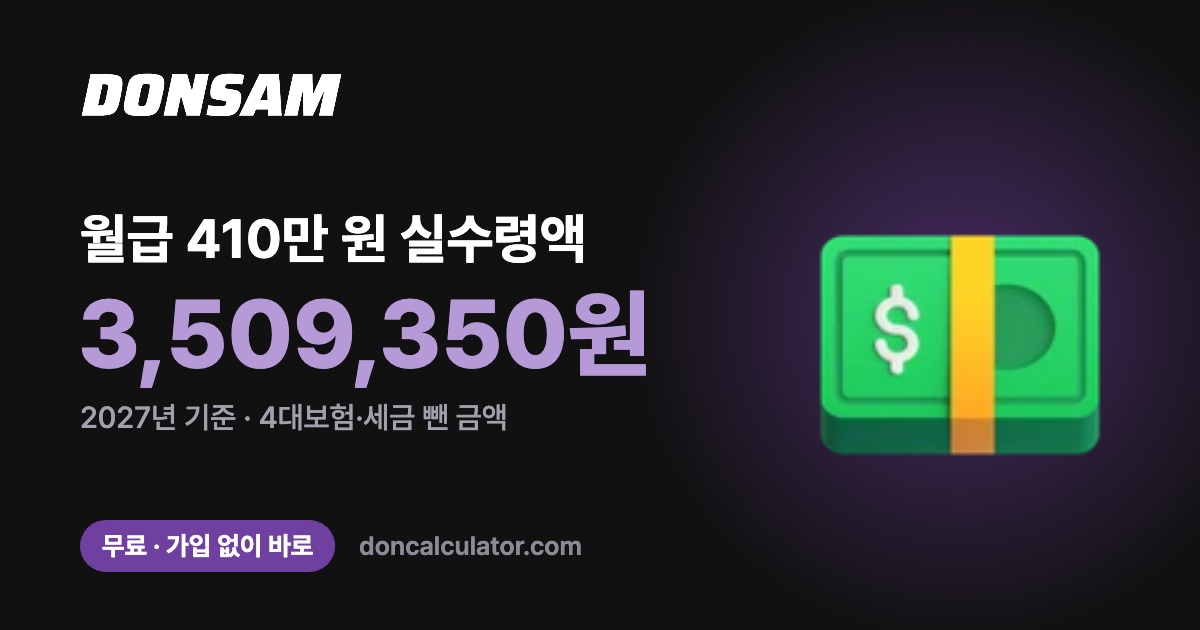 DONSAM
월급 410만 원 실수령액
3,509,350원
2027년 기준 · 4대보험·세금 뺀 금액
무료 · 가입 없이 바로
doncalculator.com
$